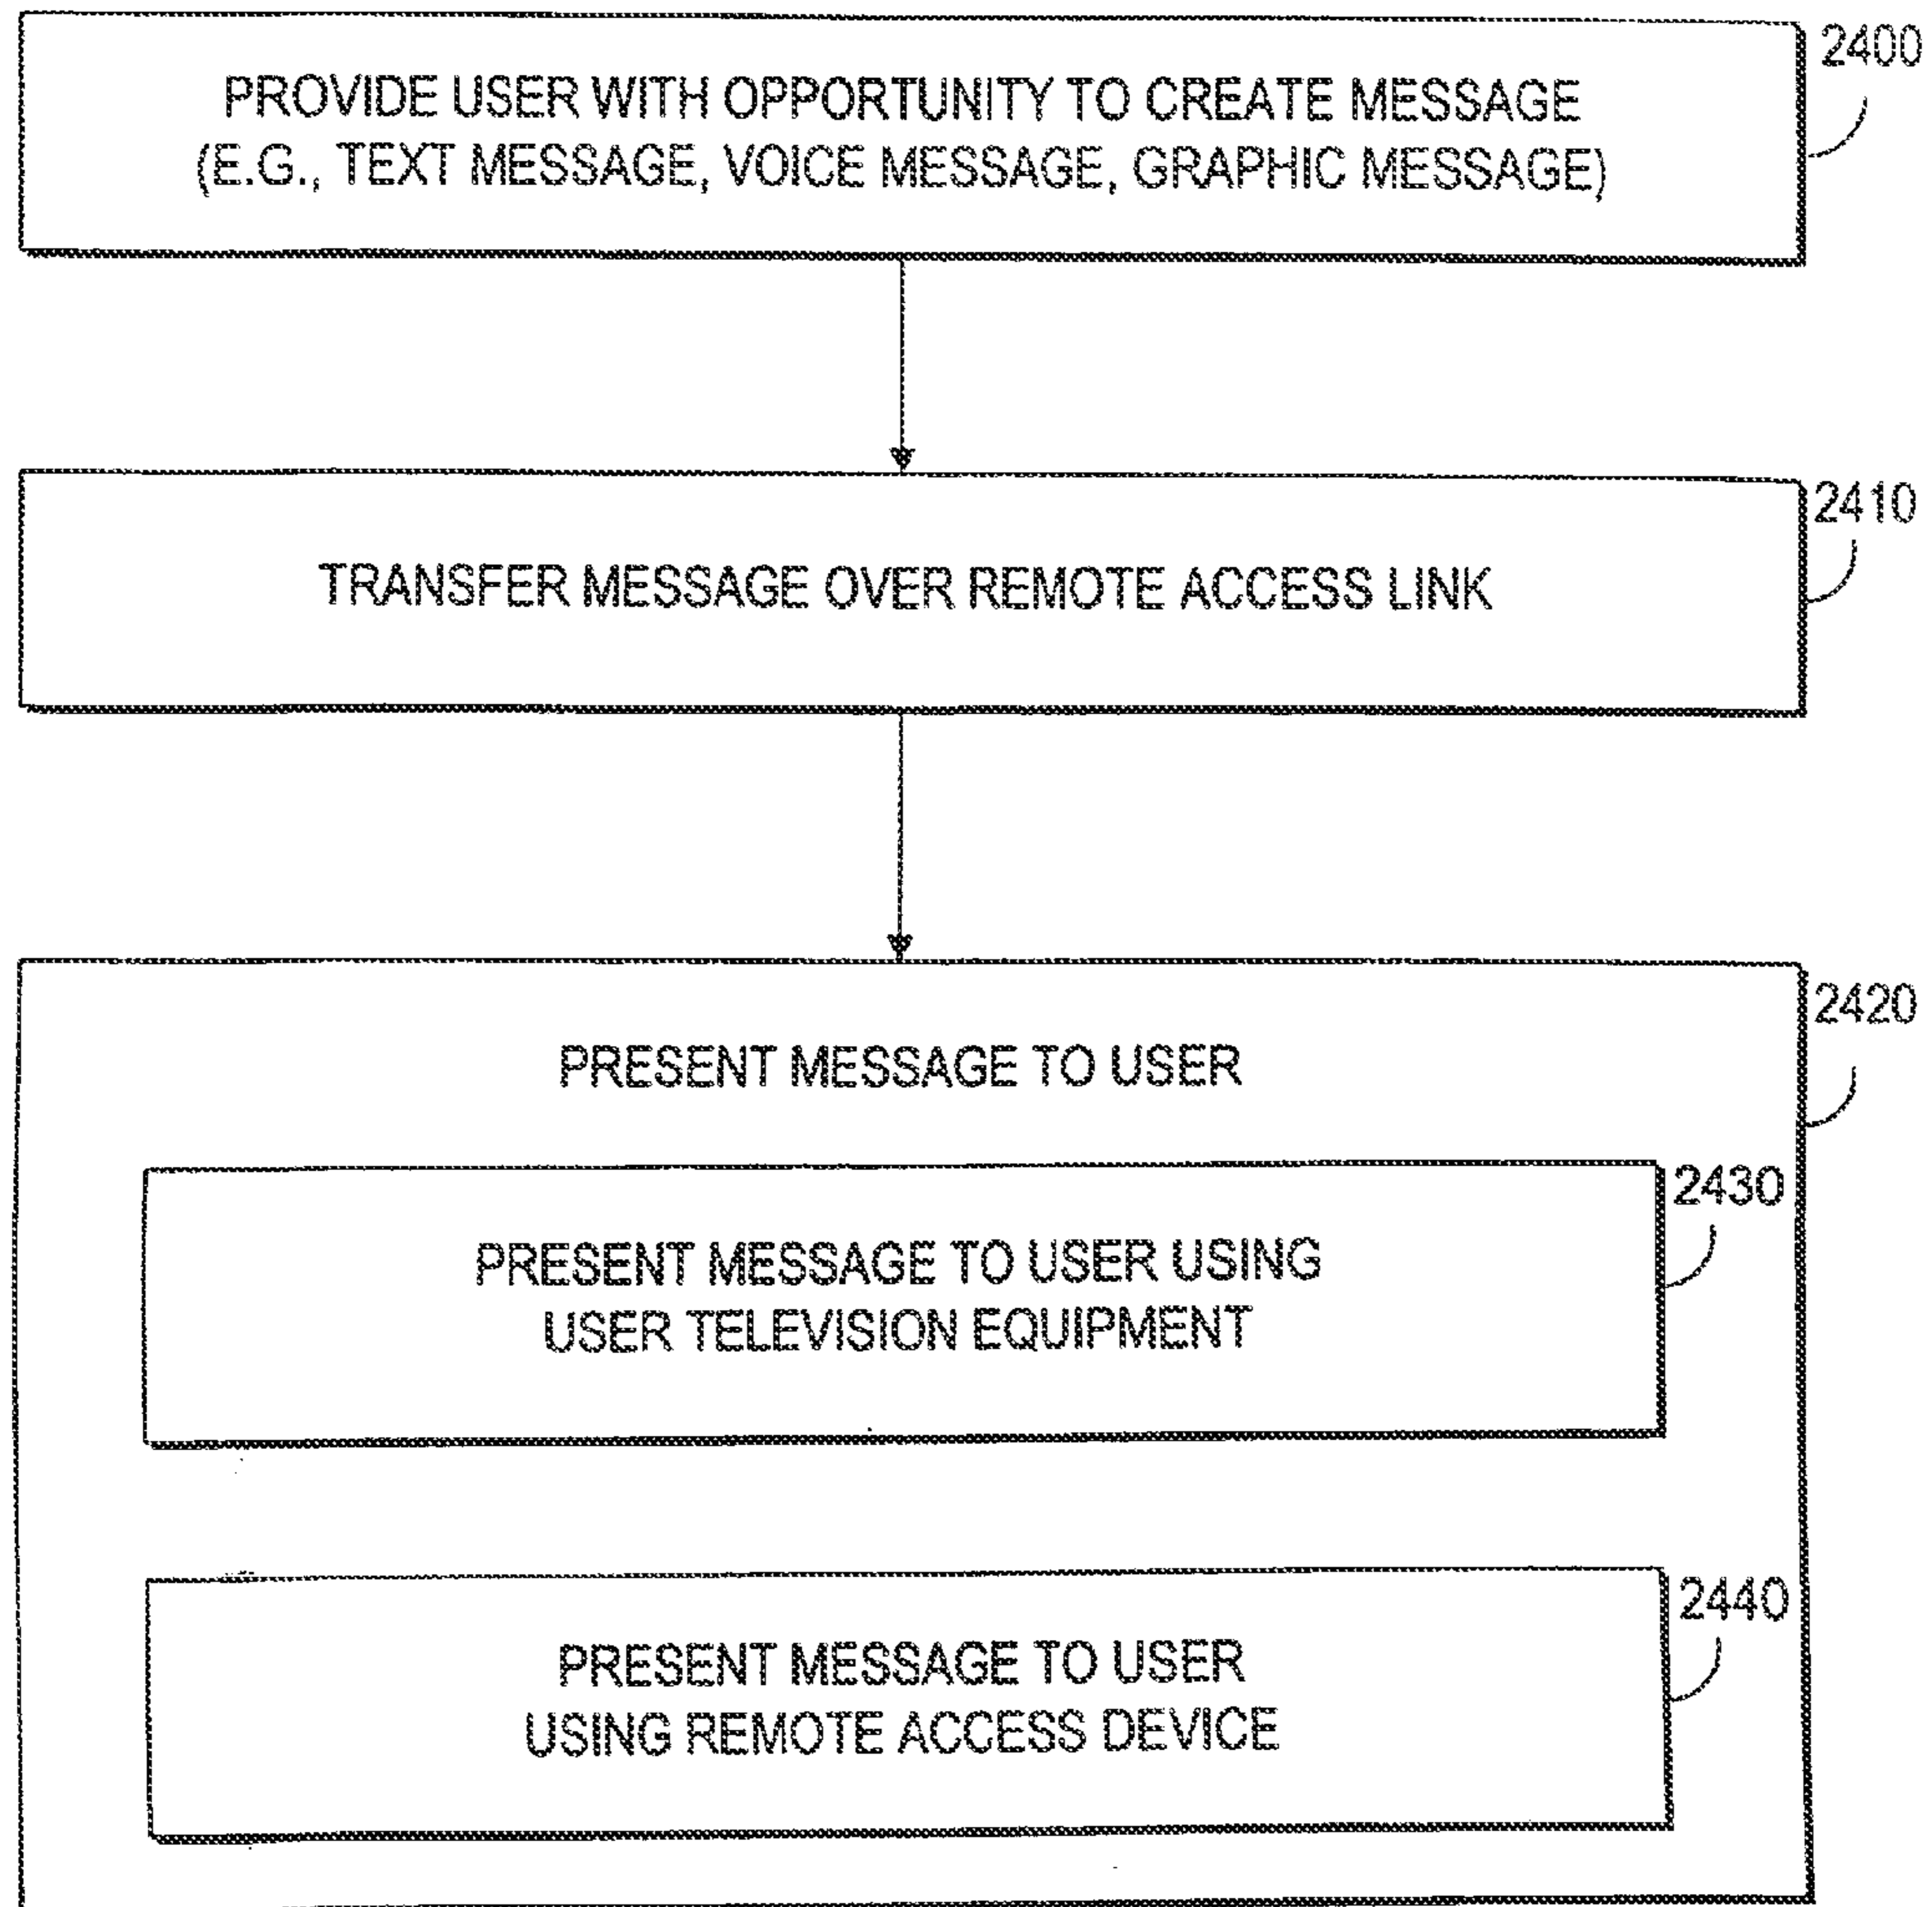 2400
PROVIDE USER WITH OPPORTUNITY TO CREATE MESSAGE
(E.G., TEXT MESSAGE, VOICE MESSAGE, GRAPHIC MESSAGE)
2410
TRANSFER MESSAGE OVER REMOTE ACCESS LINK
2420
PRESENT MESSAGE TO USER
2430
PRESENT MESSAGE TO USER USING
USER TELEVISION EQUIPMENT
2440
PRESENT MESSAGE TO USER
USING REMOTE ACCESS DEVICE